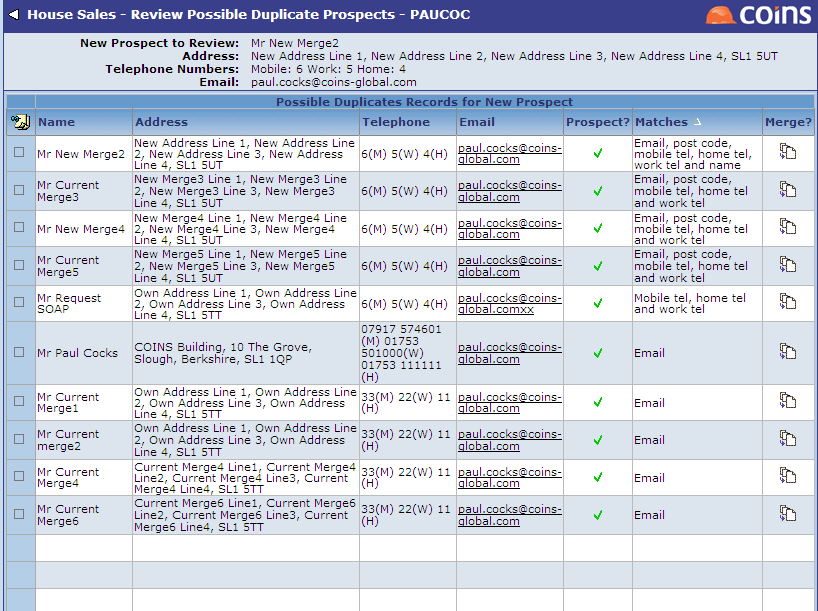 House Sales - Review Possible Duplicate Prospects - PAUCOC
coins
New Prospect to Review: Mr New Merge2
Address: New Address Line 1, New Address Line 2, New Address Line 3, New Address Line 4, SL1 5UT
Telephone Numbers: Mobile: 6 Work: 5 Home: 4
Email: paul.cocks@coins-global.com
Possible Duplicates Records for New Prospect
Name Address Telephone Email Prospect? Matches Merge?
Mr New Merge2
New Address Line 1, New Address Line
2, New Address Line 3, New Address
Line 4, SL1 5UT
6(M) 5(W) 4(H)
paul.cocks@coins-
global.com
Email, post code,
mobile tel, home tel,
work tel and name
Mr Current
Merge3
New Merge3 Line 1, New Merge3 Line
2, New Merge3 Line 3, New Merge3
Line 4, SL1 5UT
6(M) 5(W) 4(H)
paul.cocks@coins-
global.com
Email, post code,
mobile tel, home tel
and work tel
Mr New Merge4
New Merge4 Line 1, New Merge4 Line
2, New Merge4 Line 3, New Merge4
Line 4, SL1 5UT
6(M) 5(W) 4(H)
paul.cocks@coins-
global.com
Email, post code,
mobile tel, home tel
and work tel
Mr Current
Merge5
New Merge5 Line 1, New Merge5 Line
2, New Merge5 Line 3, New Merge5
Line 4, SL1 5UT
6(M) 5(W) 4(H)
paul.cocks@coins-
global.com
Email, post code,
mobile tel, home tel
and work tel
Mr Request
SOAP
Own Address Line 1, Own Address Line
2, Own Address Line 3, Own Address
Line 4, SL1 5TT
6(M) 5(W) 4(H)
paul.cocks@coins-
global.comxx
Mobile tel, home tel
and work tel
Mr Paul Cocks
COINS Building, 10 The Grove,
Slough, Berkshire, SL1 1QP
07917 574601
(M) 01753
501000(W)
01753 111111
(H)
paul.cocks@coins-
global.com
Email
Mr Current
Merge1
Own Address Line 1, Own Address Line
2, Own Address Line 3, Own Address
Line 4, SL1 5TT
33(M) 22(W) 11
(H)
paul.cocks@coins-
global.com
Email
Mr Current
merge2
Own Address Line 1, Own Address Line
2, Own Address Line 3, Own Address
Line 4, SL1 5TT
33(M) 22(W) 11
(H)
paul.cocks@coins-
global.com
Email
Mr Current
Merge4
Current Merge4 Line1, Current Merge4
Line2, Current Merge4 Line3, Current
Merge4 Line4, SL1 5TT
33(M) 22(W) 11
(H)
paul.cocks@coins-
global.com
Email
Mr Current
Merge6
Current Merge6 Line1, Current Merge6
Line2, Current Merge6 Line3, Current
Merge6 Line4, SL1 5TT
33(M) 22(W) 11
(H)
paul.cocks@coins-
global.com
Email